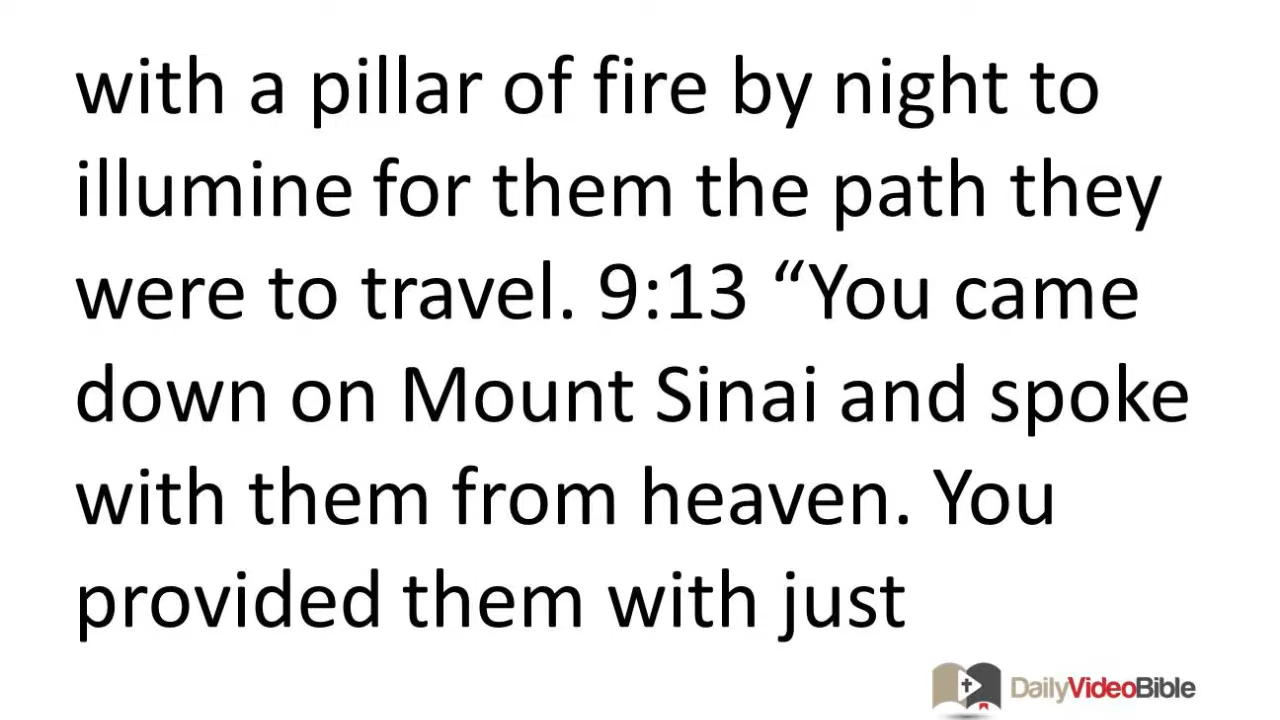 with a pillar of fire by night to
illumine for them the path they
were to travel. 9:13 “You came
down on Mount Sinai and spoke
with them from heaven. You
provided them with just
DailyVideoBible